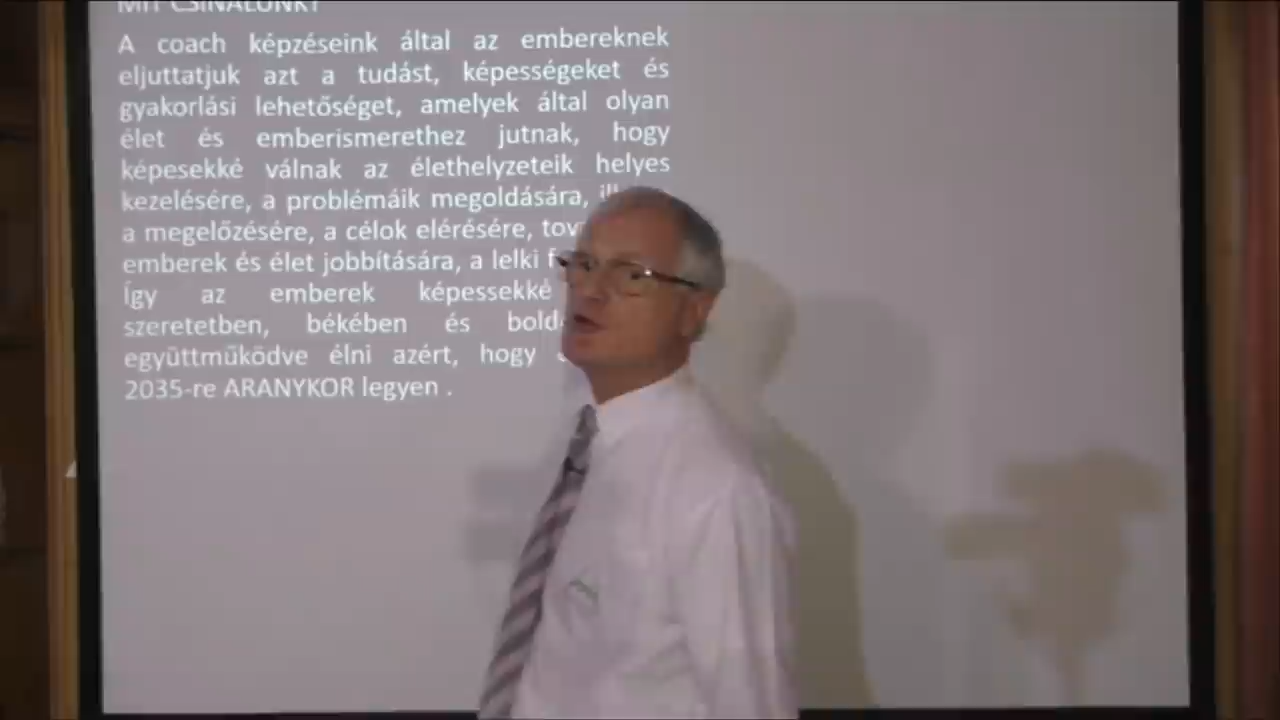 MIT CSINÁLUNK?
A coach képzéseink által az embereknek
eljuttatjuk azt a tudást, képességeket és
gyakorlási lehetőséget, amelyek által olyan
élet és emberismerethez jutnak, hogy
képesekké válnak az élethelyzeteik helyes
kezelésére, a problémáik megoldására,
a megelőzésére, a célok elérésére,
emberek és élet jobbítására, a lelki
Így az emberek képessekké
szeretetben, békében és
együttműködve élni azért, hogy
2035-re ARANYKOR legyen .